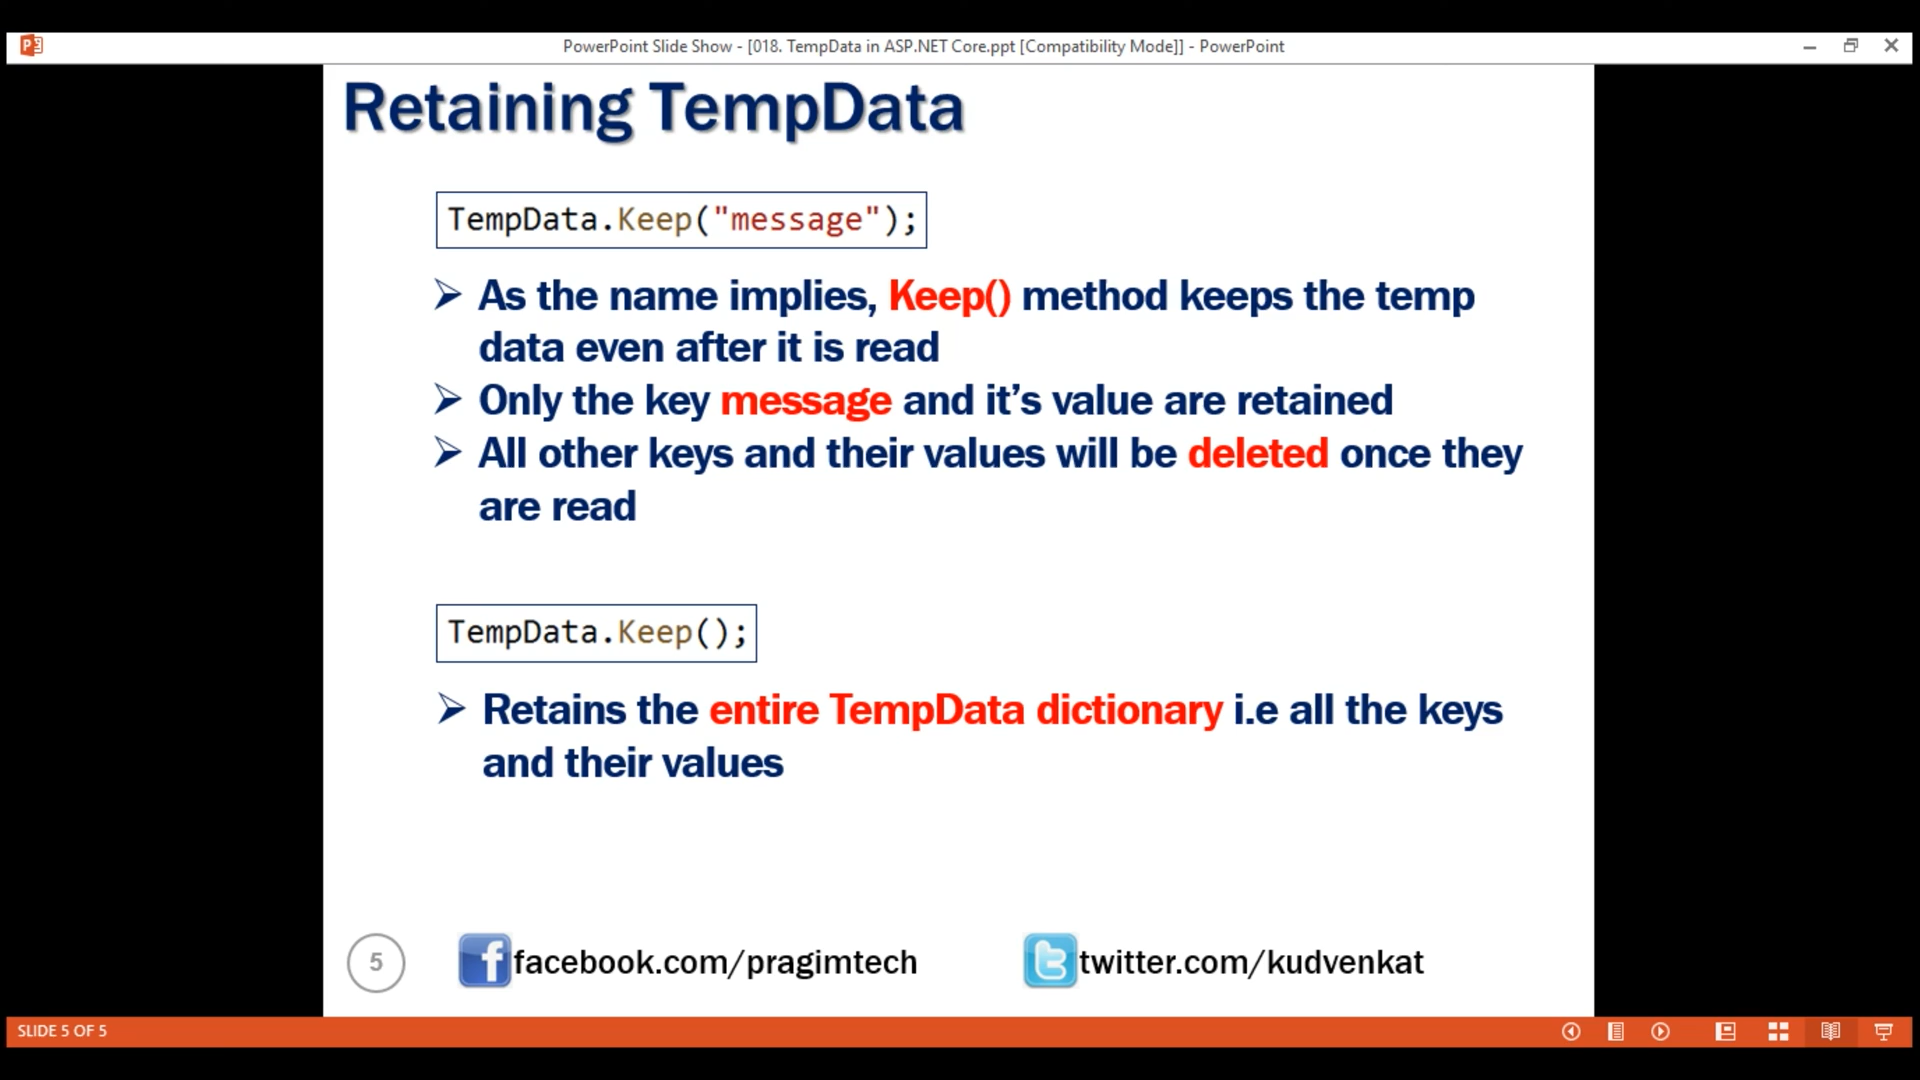 PowerPoint Slide Show - [018. TempData in ASP.NET Core.ppt [Compatibility Mode]] - PowerPoint
Retaining TempData
TempData.Keep("message");
As the name implies, Keep() method keeps the temp
data even after it is read
Only the key message and it’s value are retained
All other keys and their values will be deleted once they
are read
TempData.Keep();
Retains the entire TempData dictionary i.e all the keys
and their values
5
facebook.com/pragimtech
twitter.com/kudvenkat
SLIDE 5 OF 5